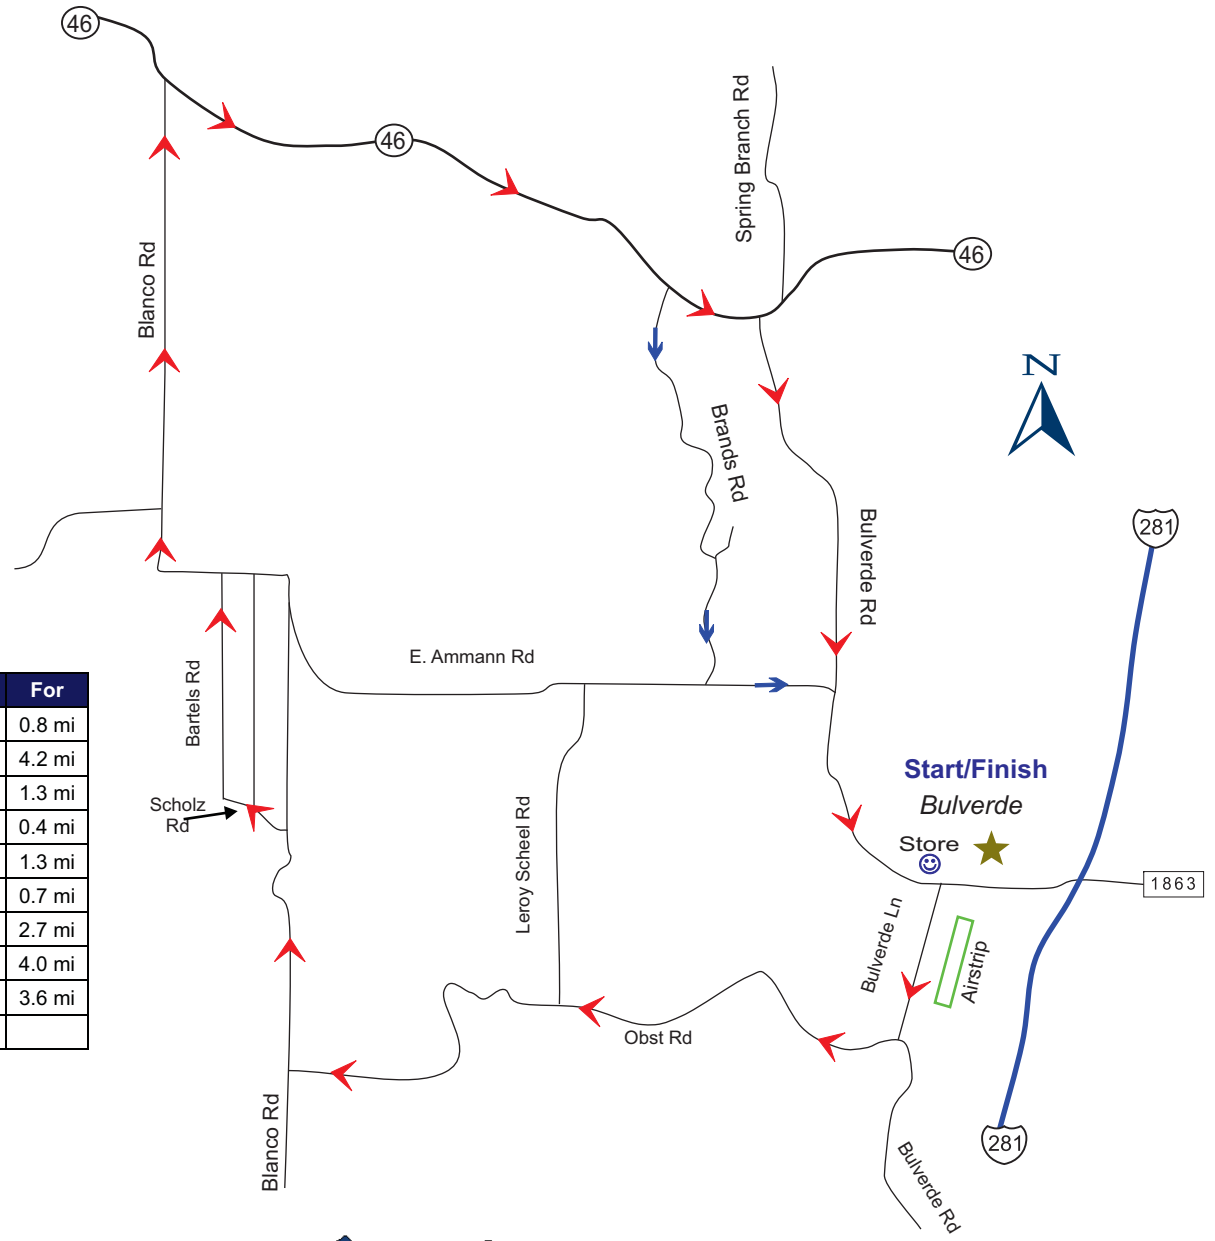 46
46
Spring Branch Rd
Blanco Rd
46
Brands Rd
Bulverde Rd
N
281
E. Ammann Rd
Bartels Rd
For
0.8 mi
4.2 mi
1.3 mi
0.4 mi
1.3 mi
0.7 mi
2.7 mi
4.0 mi
3.6 mi
Scholz
Rd
Leroy Scheel Rd
Start/Finish
Bulverde
Store
1863
Bulverde Ln
Airstrip
Obst Rd
Blanco Rd
281
Bulverde Rd